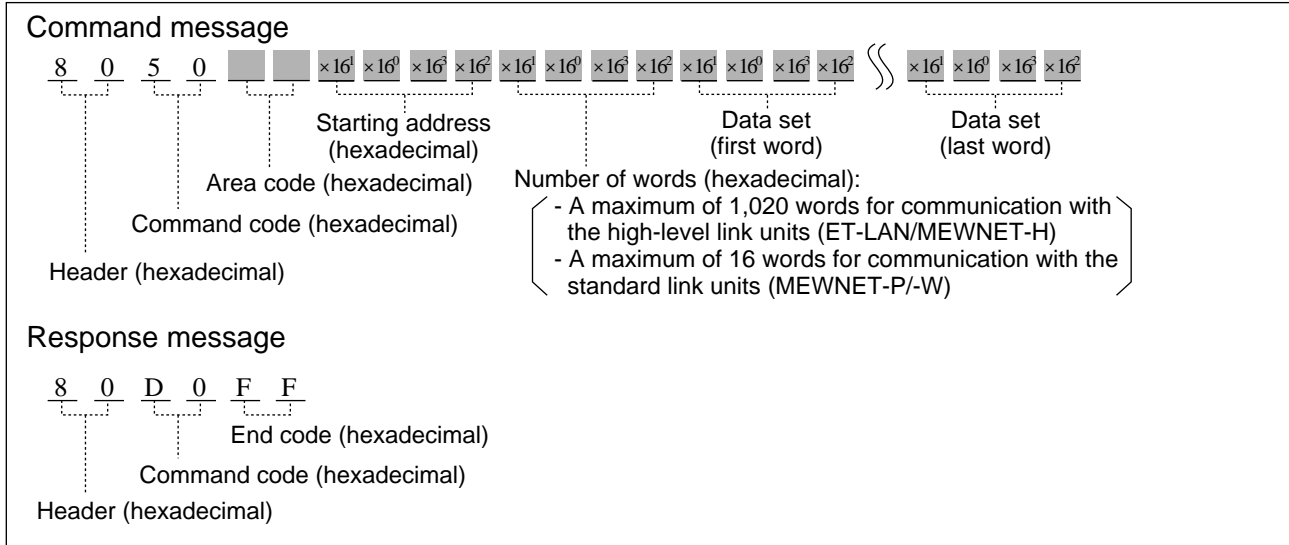 Command message
8 0 5 0 ×16¹ ×16⁰ ×16³ ×16² ×16¹ ×16⁰ ×16³ ×16² ×16¹ ×16⁰ ×16³ ×16² ×16¹ ×16⁰ ×16³ ×16²
Starting address
(hexadecimal)
Data set
(first word)
Data set
(last word)
Area code (hexadecimal)
Number of words (hexadecimal):
- A maximum of 1,020 words for communication with
the high-level link units (ET-LAN/MEWNET-H)
- A maximum of 16 words for communication with the
standard link units (MEWNET-P/-W)
Command code (hexadecimal)
Header (hexadecimal)
Response message
8 0 D 0 F F
End code (hexadecimal)
Command code (hexadecimal)
Header (hexadecimal)